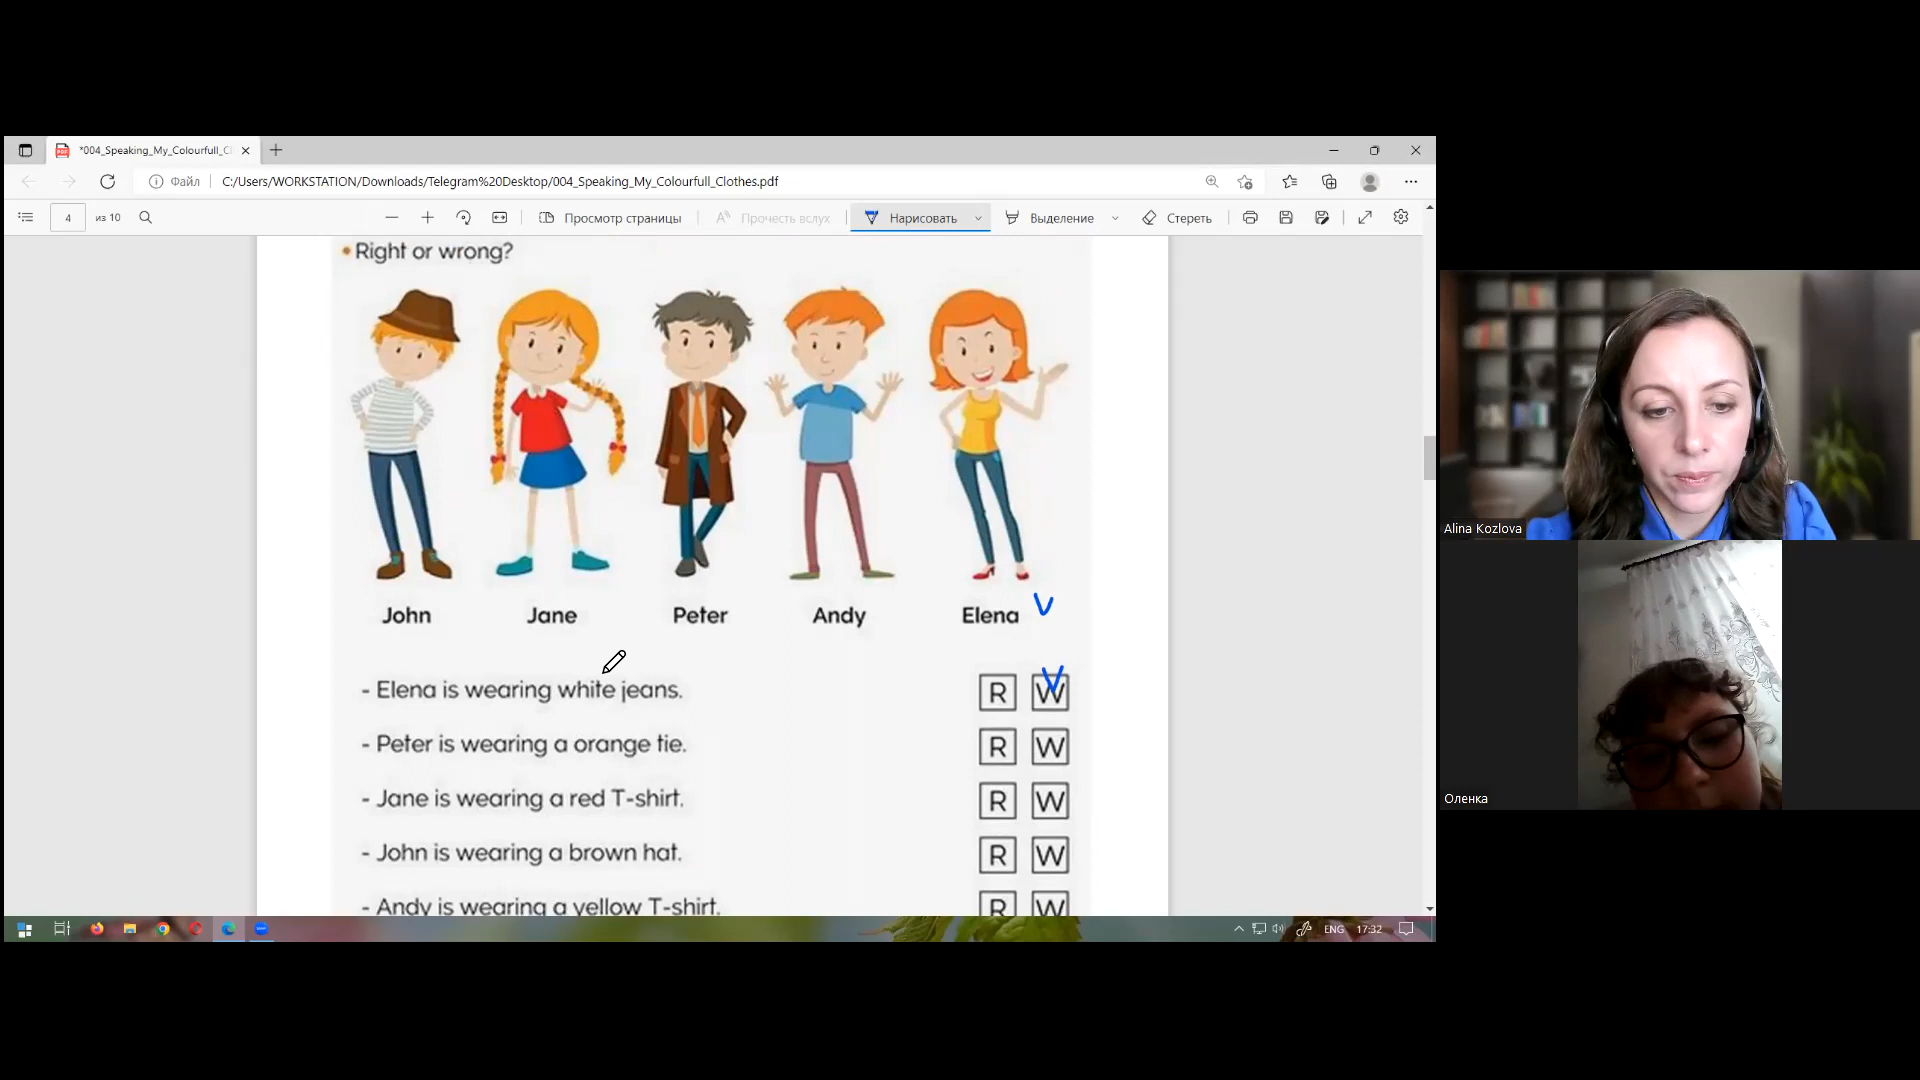 *004_Speaking_My_Colourfull_C
Файл
C:/Users/WORKSTATION/Downloads/Telegram%20Desktop/004_Speaking_My_Colourfull_Clothes.pdf
4 из 10
Просмотр страницы
Прочесть вслух
Нарисовать
Выделение
Стереть
• Right or wrong?
John Jane Peter Andy Elena V
- Elena is wearing white jeans. R W V
- Peter is wearing a orange tie. R W
- Jane is wearing a red T-shirt. R W
- John is wearing a brown hat. R W
- Andy is wearing a yellow T-shirt. R W
ENG 17:32
Alina Kozlova
Оленка